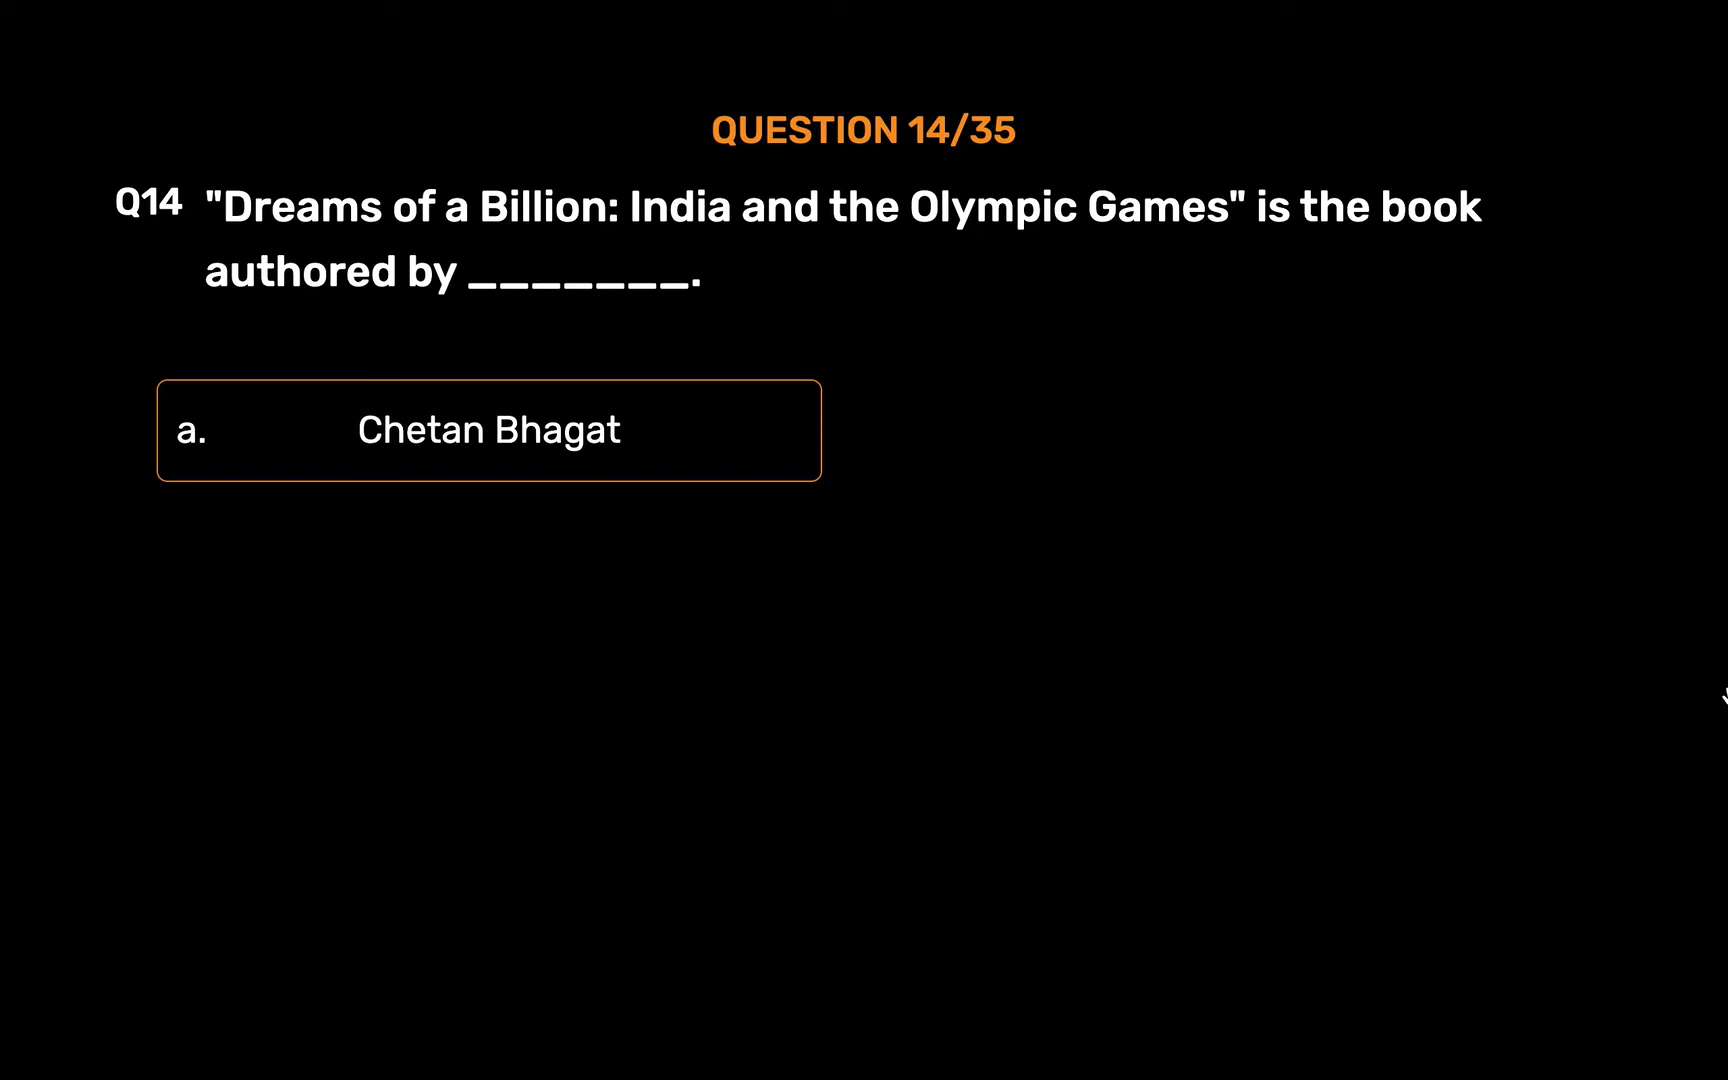 QUESTION 14/35
Q14 "Dreams of a Billion: India and the Olympic Games" is the book
authored by _______.
a. Chetan Bhagat